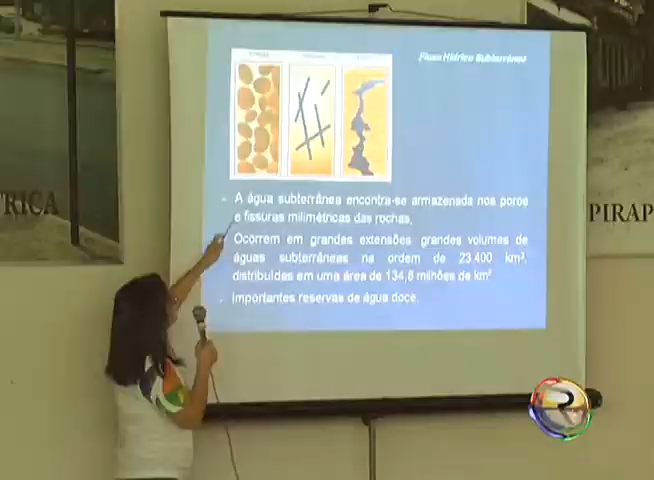 Fluxo Hídrico Subterrâneo
- A água subterrânea encontra-se armazenada nos poros
e fissuras milimétricas das rochas.
Ocorrem em grandes extensões grandes volumes de
águas subterrâneas na ordem de 23.400 km³,
distribuídas em uma área de 134,8 milhões de km²
- Importantes reservas de água doce.
TRICA
PIRAP
R